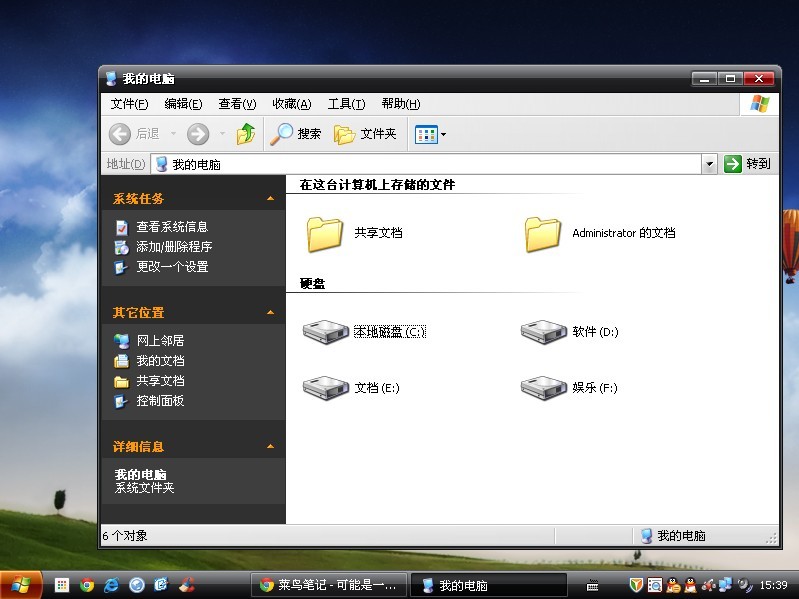 我的电脑
文件(F) 编辑(E) 查看(V) 收藏(A) 工具(T) 帮助(H)
后退 搜索 文件夹
地址(D) 我的电脑 转到
系统任务
查看系统信息
添加/删除程序
更改一个设置
其它位置
网上邻居
我的文档
共享文档
控制面板
详细信息
我的电脑
系统文件夹
在这台计算机上存储的文件
共享文档 Administrator 的文档
硬盘
本地磁盘 (C:) 软件 (D:)
文档 (E:) 娱乐 (F:)
6 个对象 我的电脑
菜鸟笔记 - 可能是一... 我的电脑 15:39